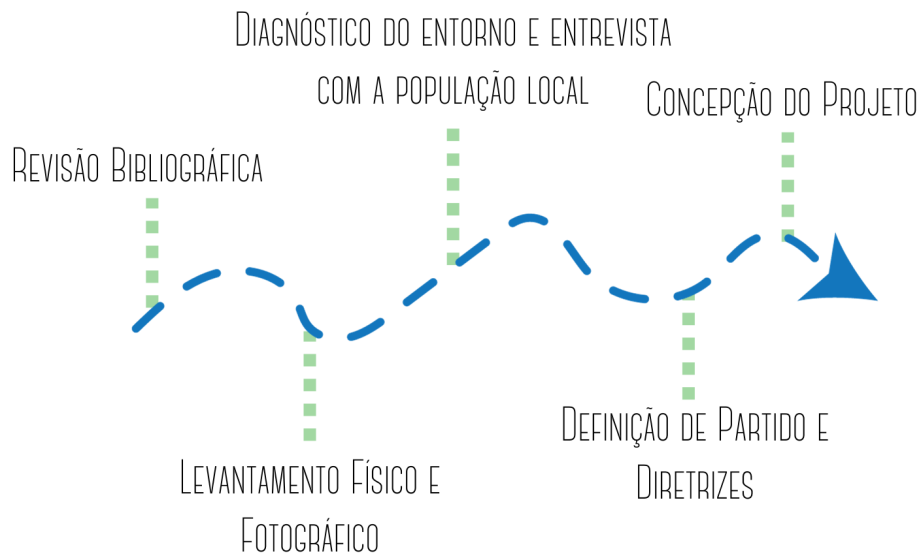 Diagnóstico do entorno e entrevista
com a população local
Concepção do Projeto
Revisão Bibliográfica
Definição de Partido e
Diretrizes
Levantamento Físico e
Fotográfico